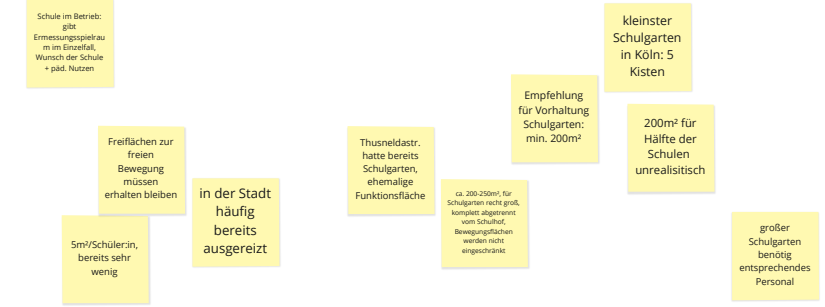 Schule im Betrieb:
gibt
Ermessungsspielrau
m im Einzelfall,
Wunsch der Schule
+ päd. Nutzen
Freiflächen zur
freien
Bewegung
müssen
erhalten bleiben
5m²/Schüler:in,
bereits sehr
wenig
in der Stadt
häufig
bereits
ausgereizt
Thusneldastr.
hatte bereits
Schulgarten,
ehemalige
Funktionsfläche
ca. 200-250m², für
Schulgarten recht groß,
komplett abgetrennt
vom Schulhof,
Bewegungsflächen
werden nicht
eingeschränkt
Empfehlung
für Vorhaltung
Schulgarten:
min. 200m²
kleinster
Schulgarten
in Köln: 5
Kisten
200m² für
Hälfte der
Schulen
unrealisitisch
großer
Schulgarten
benötig
entsprechendes
Personal